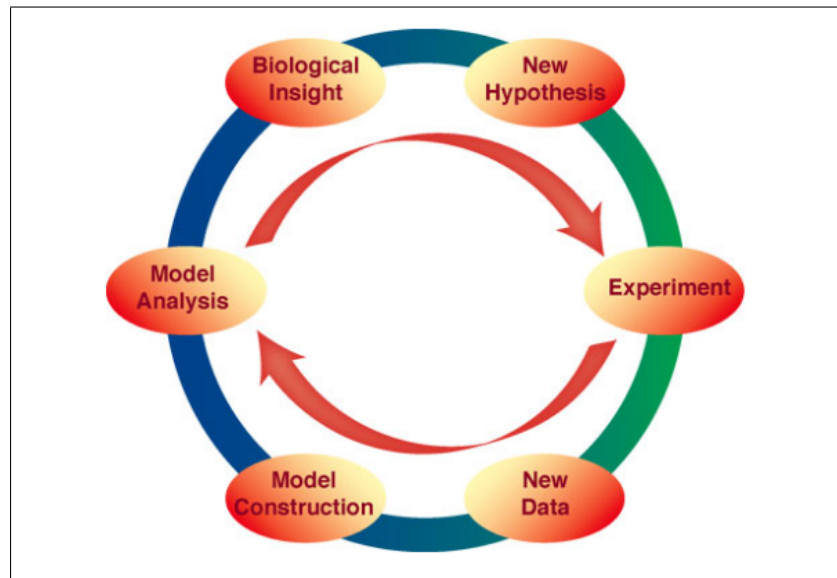 Biological
Insight
New
Hypothesis
Model
Analysis
Experiment
Model
Construction
New
Data